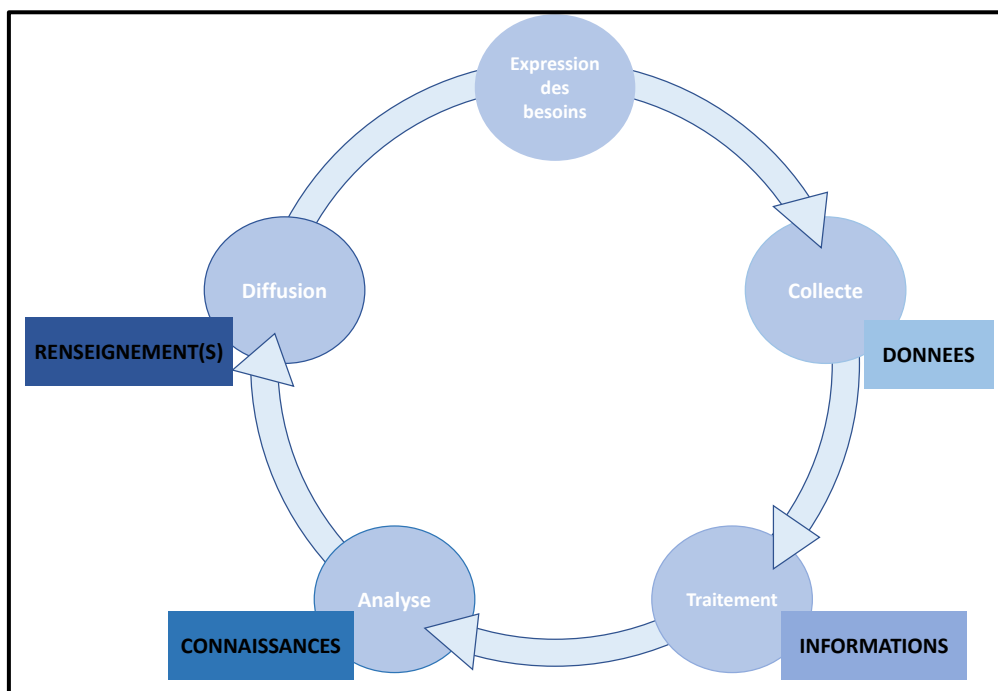 Expression
des
besoins
Diffusion
Collecte
RENSEIGNEMENT(S)
DONNEES
Analyse
Traitement
CONNAISSANCES
INFORMATIONS